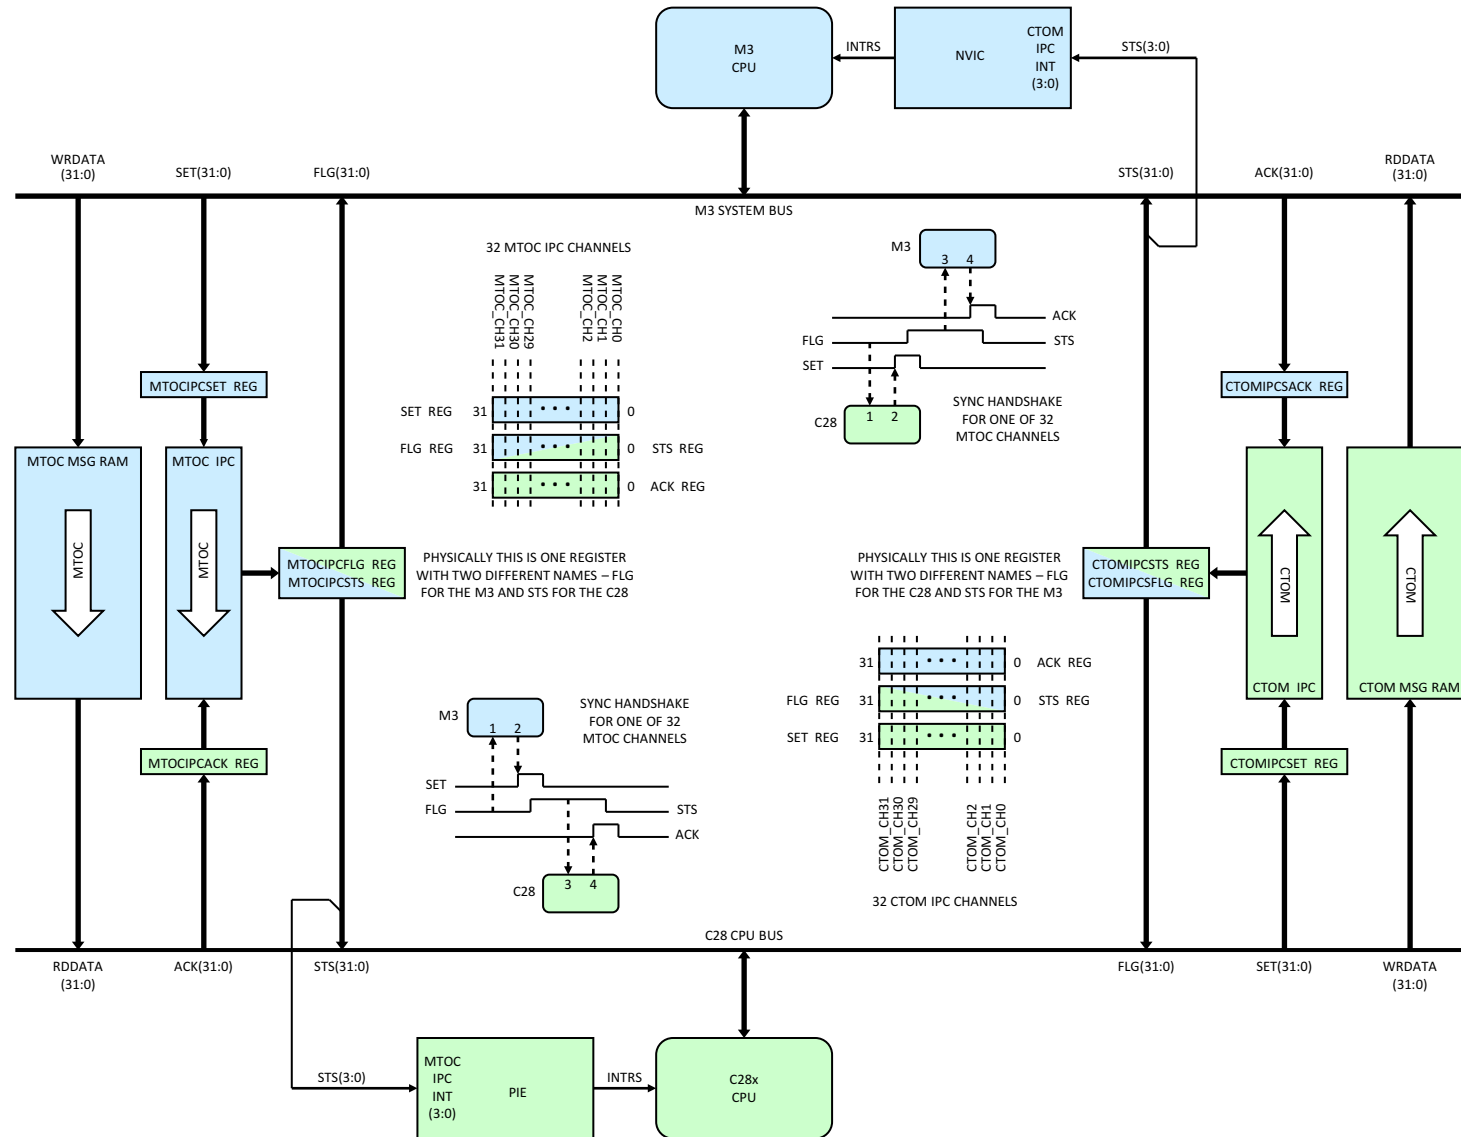 M3
CPU
INTRS
NVIC
CTOM
IPC
INT
(3:0)
STS(3:0)
WRDATA
(31:0)
SET(31:0)
FLG(31:0)
STS(31:0)
ACK(31:0)
RDDATA
(31:0)
M3 SYSTEM BUS
32 MTOC IPC CHANNELS
MTOC_CH31
MTOC_CH30
MTOC_CH29
MTOC_CH2
MTOC_CH1
MTOC_CH0
SET REG 31 • • • 0
FLG REG 31 • • • 0 STS REG
31 • • • 0 ACK REG
M3
3 4
ACK
FLG STS
SET
C28
1 2
SYNC HANDSHAKE
FOR ONE OF 32
MTOC CHANNELS
MTOCIPCSET REG
CTOMIPCSACK REG
MTOC MSG RAM
MTOC
MTOC IPC
MTOC
MTOCIPCFLG REG
MTOCIPCSTS REG
PHYSICALLY THIS IS ONE REGISTER
WITH TWO DIFFERENT NAMES – FLG
FOR THE M3 AND STS FOR THE C28
PHYSICALLY THIS IS ONE REGISTER
WITH TWO DIFFERENT NAMES – FLG
FOR THE C28 AND STS FOR THE M3
CTOMIPCSTS REG
CTOMIPCSFLG REG
CTOM
CTOM IPC
CTOM
CTOM MSG RAM
31 • • • 0 ACK REG
FLG REG 31 • • • 0 STS REG
SET REG 31 • • • 0
CTOM_CH31
CTOM_CH30
CTOM_CH29
CTOM_CH2
CTOM_CH1
CTOM_CH0
32 CTOM IPC CHANNELS
M3
1 2
SYNC HANDSHAKE
FOR ONE OF 32
MTOC CHANNELS
SET
FLG STS
ACK
C28
3 4
MTOCIPCACK REG
CTOMIPCSET REG
C28 CPU BUS
RDDATA
(31:0)
ACK(31:0)
STS(31:0)
FLG(31:0)
SET(31:0)
WRDATA
(31:0)
STS(3:0)
MTOC
IPC
INT
(3:0)
PIE
INTRS
C28x
CPU